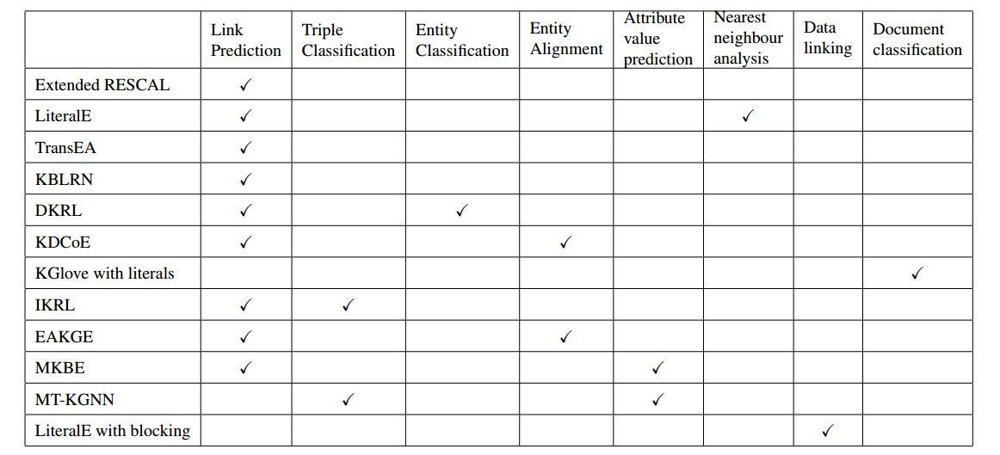 Link Prediction | Triple Classification | Entity Classification | Entity Alignment | Attribute value prediction | Nearest neighbour analysis | Data linking | Document classification
Extended RESCAL | ✓ | | | | | | |
LiteralE | ✓ | | | | | ✓ | |
TransEA | ✓ | | | | | | |
KBLRN | ✓ | | | | | | |
DKRL | ✓ | | ✓ | | | | |
KDCoE | ✓ | | | ✓ | | | |
KGlove with literals | | | | | | | | ✓
IKRL | ✓ | ✓ | | | | | |
EAKGE | ✓ | | | ✓ | | | |
MKBE | ✓ | | | | ✓ | | |
MT-KGNN | | ✓ | | | ✓ | | |
LiteralE with blocking | | | | | | | ✓ |